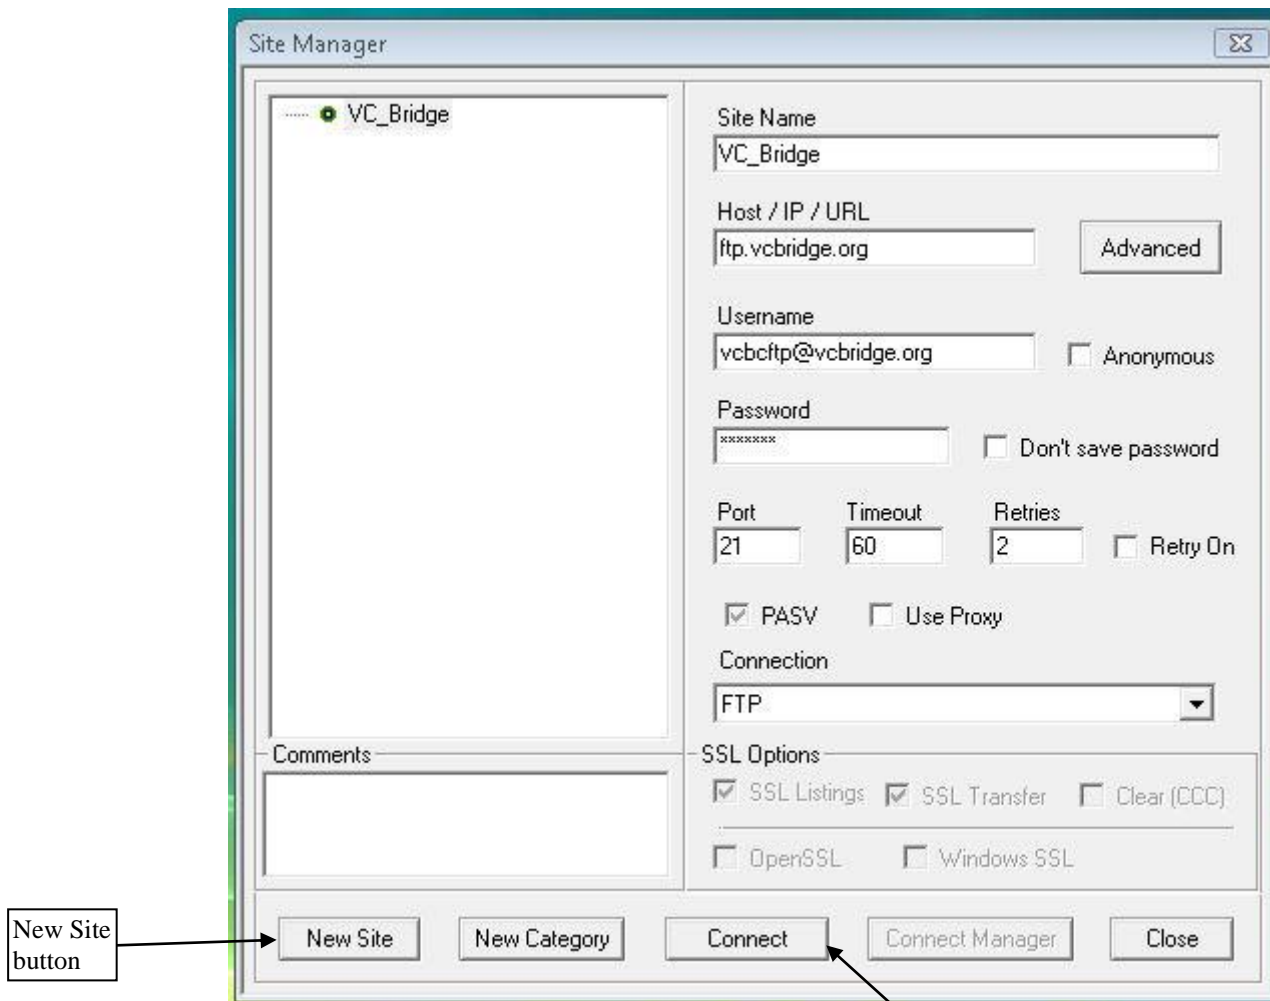 Site Manager
VC_Bridge
Site Name
VC_Bridge
Host / IP / URL
ftp.vcbridge.org
Advanced
Username
vcbcftp@vcbridge.org
Anonymous
Password
*******
Don't save password
Port Timeout Retries
21 60 2 Retry On
PASV Use Proxy
Connection
FTP
Comments
SSL Options
SSL Listings SSL Transfer Clear (CCC)
OpenSSL Windows SSL
New Site
button
New Site New Category Connect Connect Manager Close